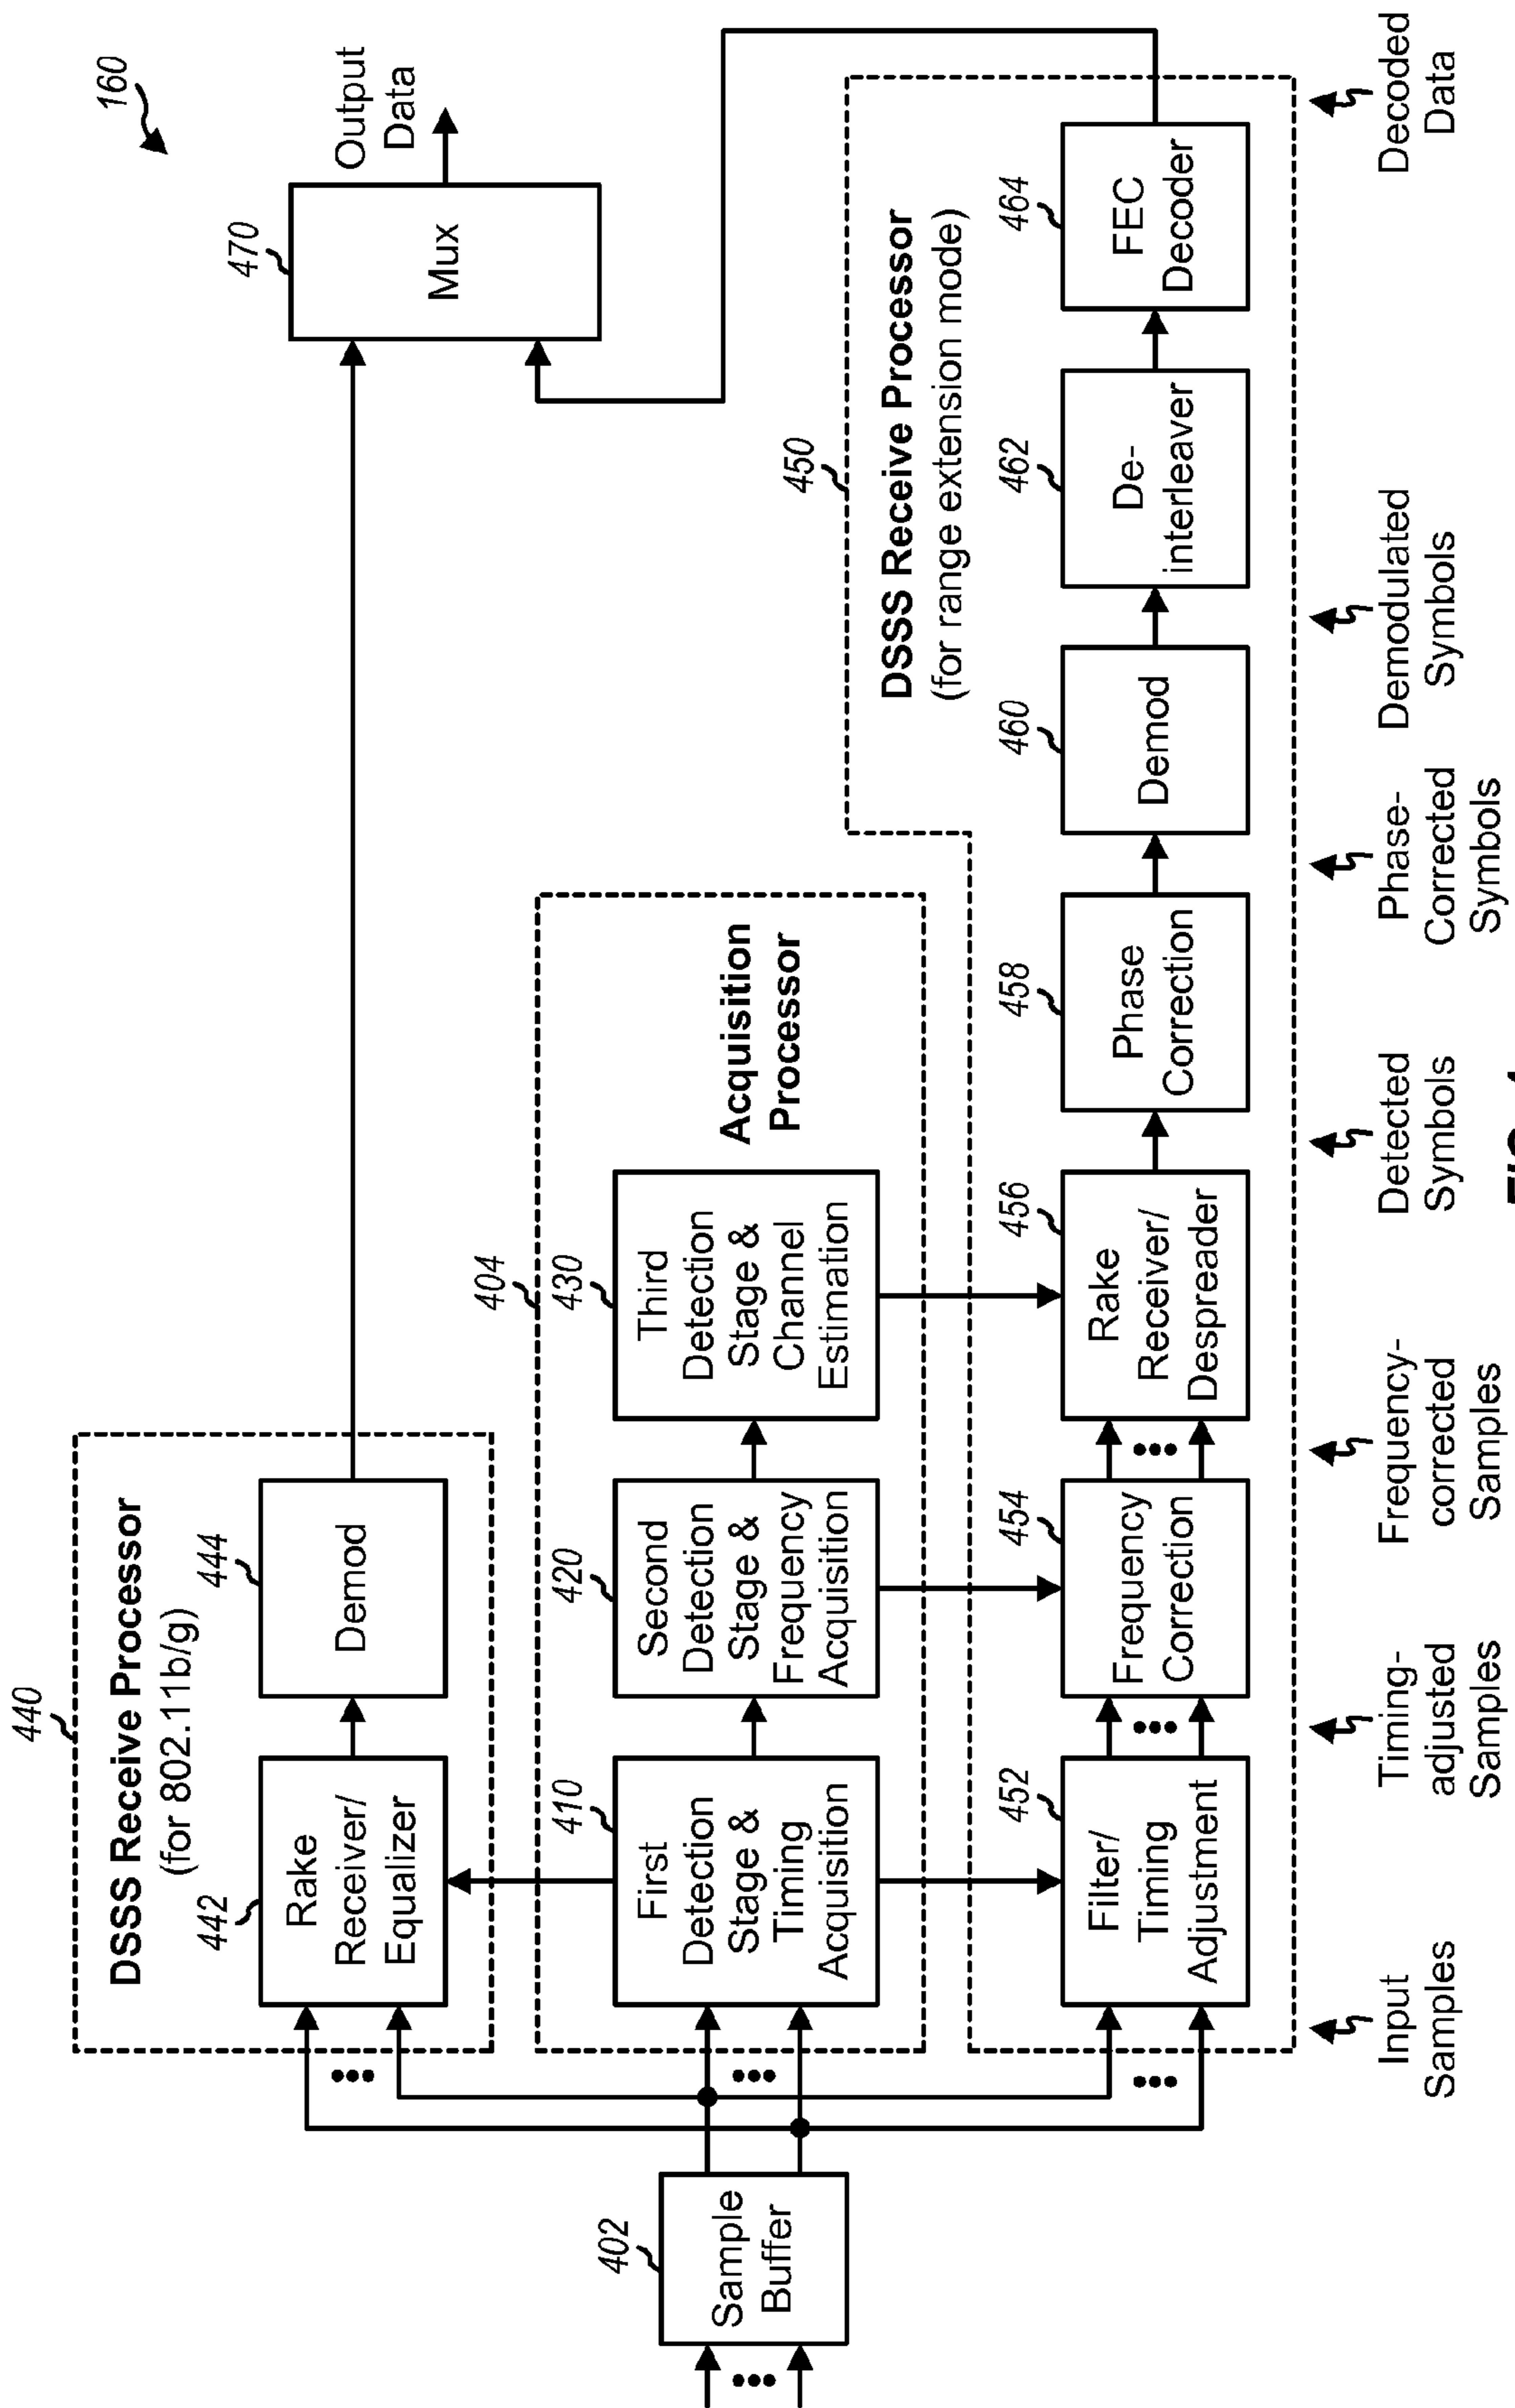 160
440
DSSS Receive Processor
(for 802.11b/g)
442
Rake
Receiver/
Equalizer
444
Demod
470
Mux
Output
Data
402
Sample
Buffer
404
410
First
Detection
Stage &
Timing
Acquisition
420
Second
Detection
Stage &
Frequency
Acquisition
430
Third
Detection
Stage &
Channel
Estimation
Acquisition
Processor
450
DSSS Receive Processor
(for range extension mode)
452
Filter/
Timing
Adjustment
454
Frequency
Correction
456
Rake
Receiver/
Despreader
458
Phase
Correction
460
Demod
462
De-
interleaver
464
FEC
Decoder
Input
Samples
Timing-
adjusted
Samples
Frequency-
corrected
Samples
Detected
Symbols
Phase-
Corrected
Symbols
Demodulated
Symbols
Decoded
Data